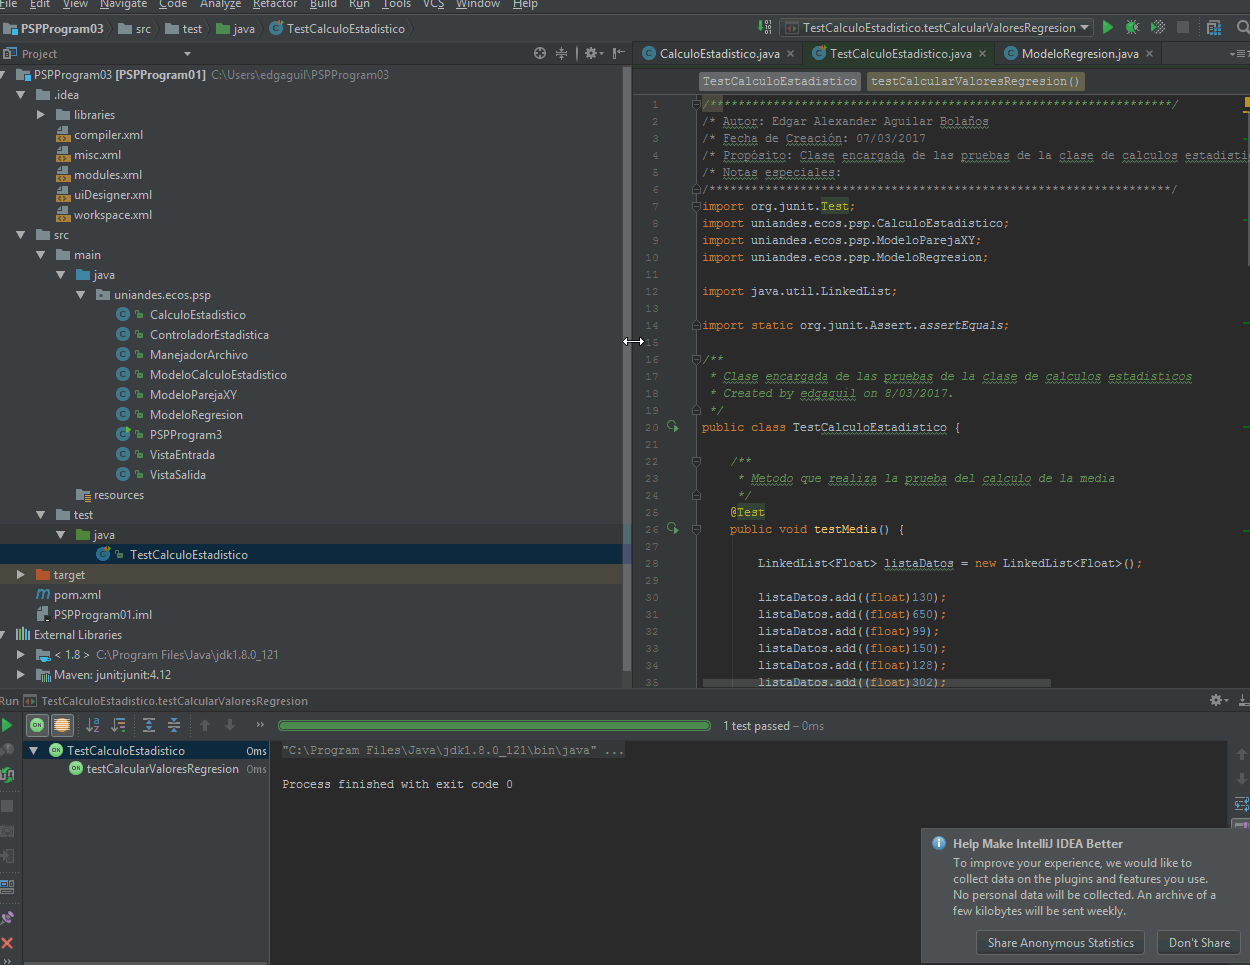 File Edit View Navigate Code Analyze Refactor Build Run Tools VCS Window Help
PSPProgram03 src test java TestCalculoEstadistico
TestCalculoEstadistico.testCalcularValoresRegresion
Project
CalculoEstadistico.java TestCalculoEstadistico.java ModeloRegresion.java
PSPProgram03 [PSPProgram01] C:\Users\edgaguil\PSPProgram03
.idea
libraries
compiler.xml
misc.xml
modules.xml
uiDesigner.xml
workspace.xml
src
main
java
uniandes.ecos.psp
CalculoEstadistico
ControladorEstadistica
ManejadorArchivo
ModeloCalculoEstadistico
ModeloParejaXY
ModeloRegresion
PSPProgram3
VistaEntrada
VistaSalida
resources
test
java
TestCalculoEstadistico
target
pom.xml
PSPProgram01.iml
External Libraries
< 1.8 > C:\Program Files\Java\jdk1.8.0_121
Maven: junit:junit:4.12
TestCalculoEstadistico testCalcularValoresRegresion()
1 /******************************************************************/
2 /* Autor: Edgar Alexander Aguilar Bolaños
3 /* Fecha de Creación: 07/03/2017
4 /* Propósito: Clase encargada de las pruebas de la clase de calculos estadisti
5 /* Notas especiales:
6 /******************************************************************/
7 import org.junit.Test;
8 import uniandes.ecos.psp.CalculoEstadistico;
9 import uniandes.ecos.psp.ModeloParejaXY;
10 import uniandes.ecos.psp.ModeloRegresion;
11
12 import java.util.LinkedList;
13
14 import static org.junit.Assert.assertEquals;
15
16 /**
17 * Clase encargada de las pruebas de la clase de calculos estadisticos
18 * Created by edgaguil on 8/03/2017.
19 */
20 public class TestCalculoEstadistico {
21
22 /**
23 * Metodo que realiza la prueba del calculo de la media
24 */
25 @Test
26 public void testMedia() {
27
28 LinkedList<Float> listaDatos = new LinkedList<Float>();
29
30 listaDatos.add((float)130);
31 listaDatos.add((float)650);
32 listaDatos.add((float)99);
33 listaDatos.add((float)150);
34 listaDatos.add((float)128);
35 listaDatos.add((float)302);
Run TestCalculoEstadistico.testCalcularValoresRegresion
1 test passed – 0ms
OK TestCalculoEstadistico 0ms
OK testCalcularValoresRegresion 0ms
"C:\Program Files\Java\jdk1.8.0_121\bin\java" ...
Process finished with exit code 0
Help Make IntelliJ IDEA Better
To improve your experience, we would like to
collect data on the plugins and features you use.
No personal data will be collected. An archive of a
few kilobytes will be sent weekly.
Share Anonymous Statistics Don't Share